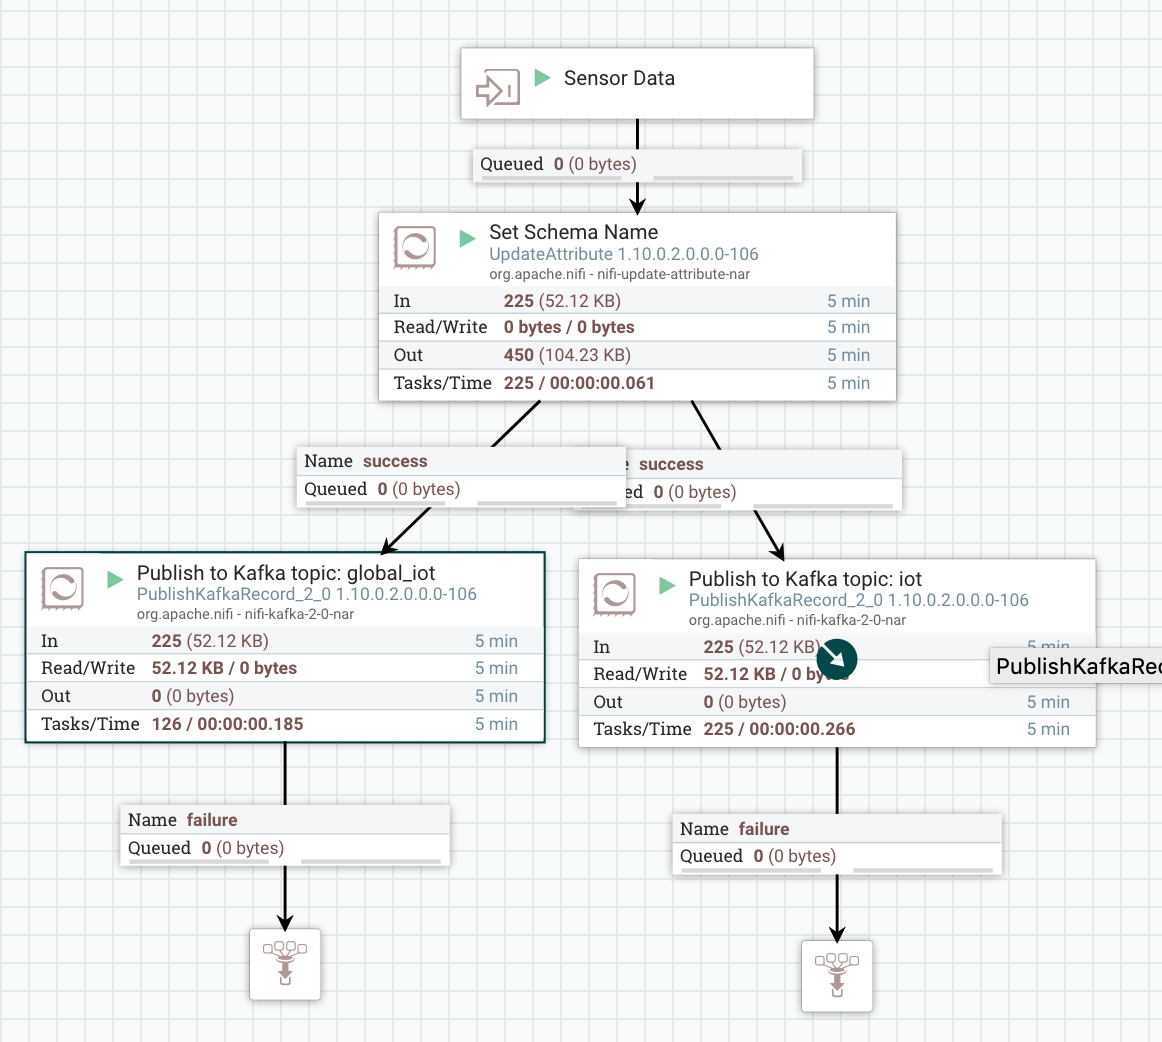 Sensor Data
Queued 0 (0 bytes)
Set Schema Name
UpdateAttribute 1.10.0.2.0.0.0-106
org.apache.nifi - nifi-update-attribute-nar
In 225 (52.12 KB) 5 min
Read/Write 0 bytes / 0 bytes 5 min
Out 450 (104.23 KB) 5 min
Tasks/Time 225 / 00:00:00.061 5 min
Name success
Queued 0 (0 bytes)
success
0 (0 bytes)
Publish to Kafka topic: global_iot
PublishKafkaRecord_2_0 1.10.0.2.0.0.0-106
org.apache.nifi - nifi-kafka-2-0-nar
In 225 (52.12 KB) 5 min
Read/Write 52.12 KB / 0 bytes 5 min
Out 0 (0 bytes) 5 min
Tasks/Time 126 / 00:00:00.185 5 min
Name failure
Queued 0 (0 bytes)
Publish to Kafka topic: iot
PublishKafkaRecord_2_0 1.10.0.2.0.0.0-106
org.apache.nifi - nifi-kafka-2-0-nar
In 225 (52.12 KB) 5 min
Read/Write 52.12 KB / 0
PublishKafkaRec
Out 0 (0 bytes) 5 min
Tasks/Time 225 / 00:00:00.266 5 min
Name failure
Queued 0 (0 bytes)